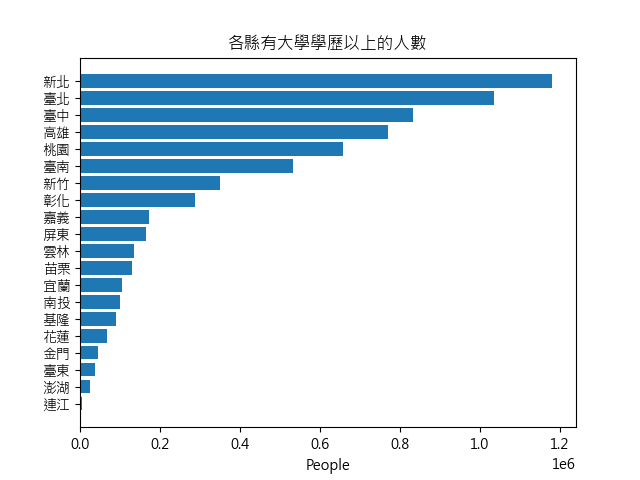 各縣有大學學歷以上的人數
新北
臺北
臺中
高雄
桃園
臺南
新竹
彰化
嘉義
屏東
雲林
苗栗
宜蘭
南投
基隆
花蓮
金門
臺東
澎湖
連江
0.0 0.2 0.4 0.6 0.8 1.0 1.2
1e6
People